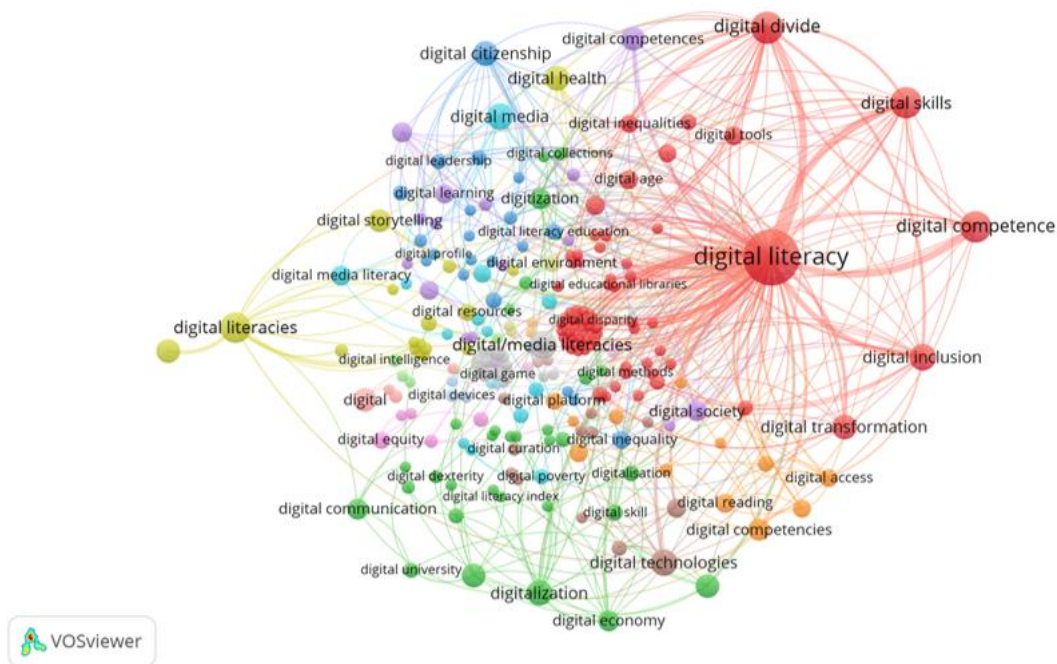 digital divide
digital competences
digital citizenship
digital health
digital skills
digital media
digital inequalities
digital tools
digital collections
digital leadership
digital age
digital learning
digitization
digital storytelling
digital competence
digital literacy education
digital literacy
digital profile
digital environment
digital media literacy
digital educational libraries
digital resources
digital disparity
digital literacies
digital/media literacies
digital intelligence
digital inclusion
digital game
digital methods
digital devices
digital
digital platform
digital society
digital transformation
digital equity
digital inequality
digital curation
digital dexterity
digital poverty
digitalisation
digital access
digital literacy index
digital communication
digital reading
digital skill
digital competencies
digital technologies
digital university
digitalization
digital economy
VOSviewer